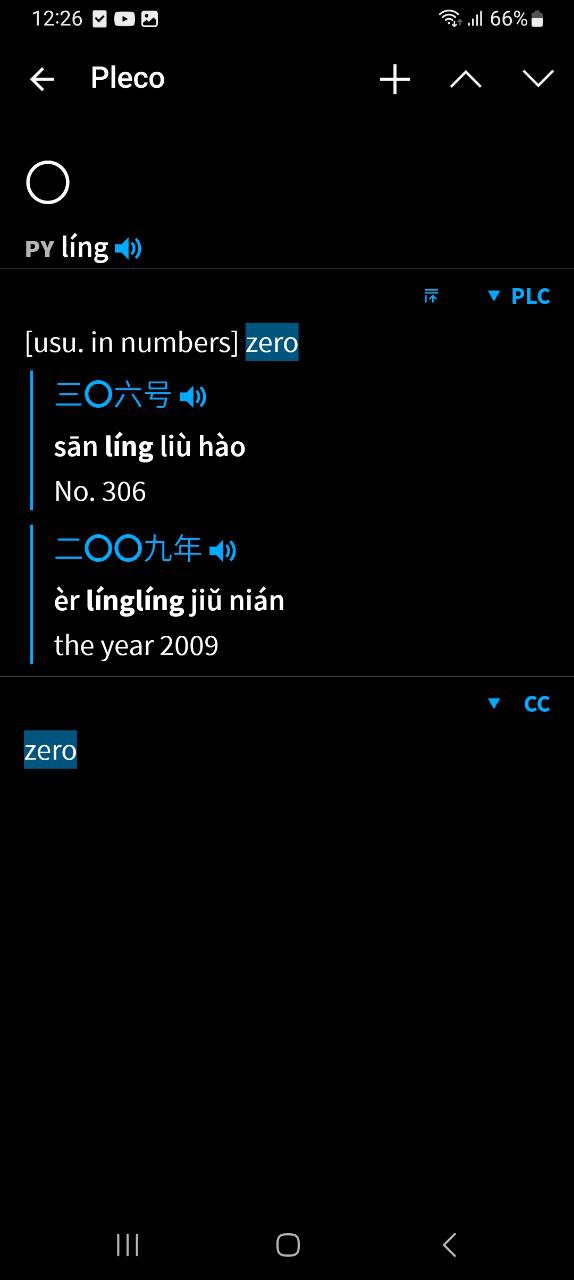 12:26 66%
Pleco
〇
PY líng
PLC
[usu. in numbers] zero
三〇六号
sān líng liù hào
No. 306
二〇〇九年
èr línglíng jiǔ nián
the year 2009
CC
zero